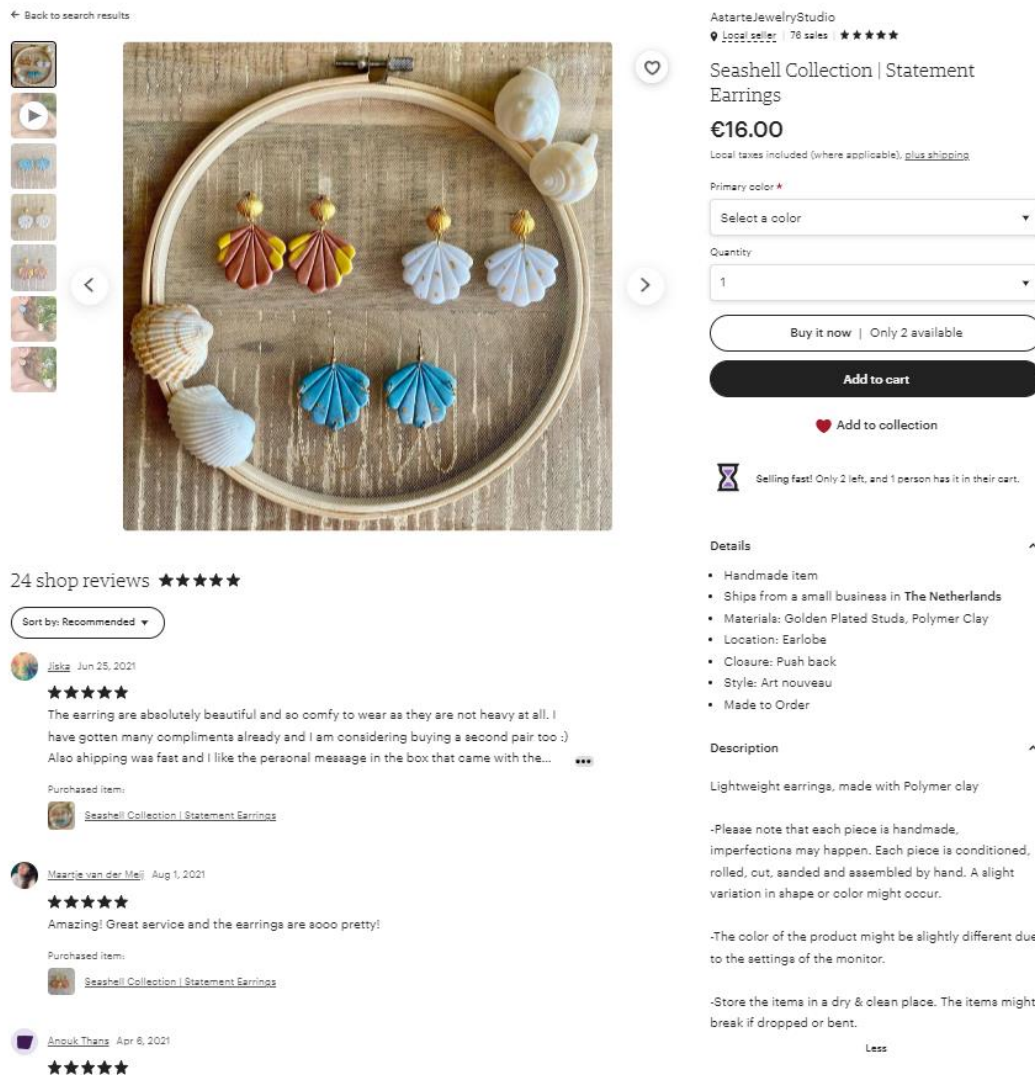 ← Back to search results
24 shop reviews ★★★★★
Sort by: Recommended ▼
Jiska Jun 25, 2021
★★★★★
The earring are absolutely beautiful and so comfy to wear as they are not heavy at all. I
have gotten many compliments already and I am considering buying a second pair too :)
Also shipping was fast and I like the personal message in the box that came with the...
•••
Purchased item:
Seashell Collection | Statement Earrings
Maartje van der Meij Aug 1, 2021
★★★★★
Amazing! Great service and the earrings are sooo pretty!
Purchased item:
Seashell Collection | Statement Earrings
Anouk Thans Apr 6, 2021
★★★★★
AstarteJewelryStudio
Local seller | 76 sales | ★★★★★
Seashell Collection | Statement
Earrings
€16.00
Local taxes included (where applicable), plus shipping
Primary color *
Select a color
Quantity
1
Buy it now | Only 2 available
Add to cart
Add to collection
Selling fast! Only 2 left, and 1 person has it in their cart.
Details
• Handmade item
• Ships from a small business in The Netherlands
• Materials: Golden Plated Studs, Polymer Clay
• Location: Earlobe
• Closure: Push back
• Style: Art nouveau
• Made to Order
Description
Lightweight earrings, made with Polymer clay
-Please note that each piece is handmade,
imperfections may happen. Each piece is conditioned,
rolled, cut, sanded and assembled by hand. A slight
variation in shape or color might occur.
-The color of the product might be slightly different due
to the settings of the monitor.
-Store the items in a dry & clean place. The items might
break if dropped or bent.
Less